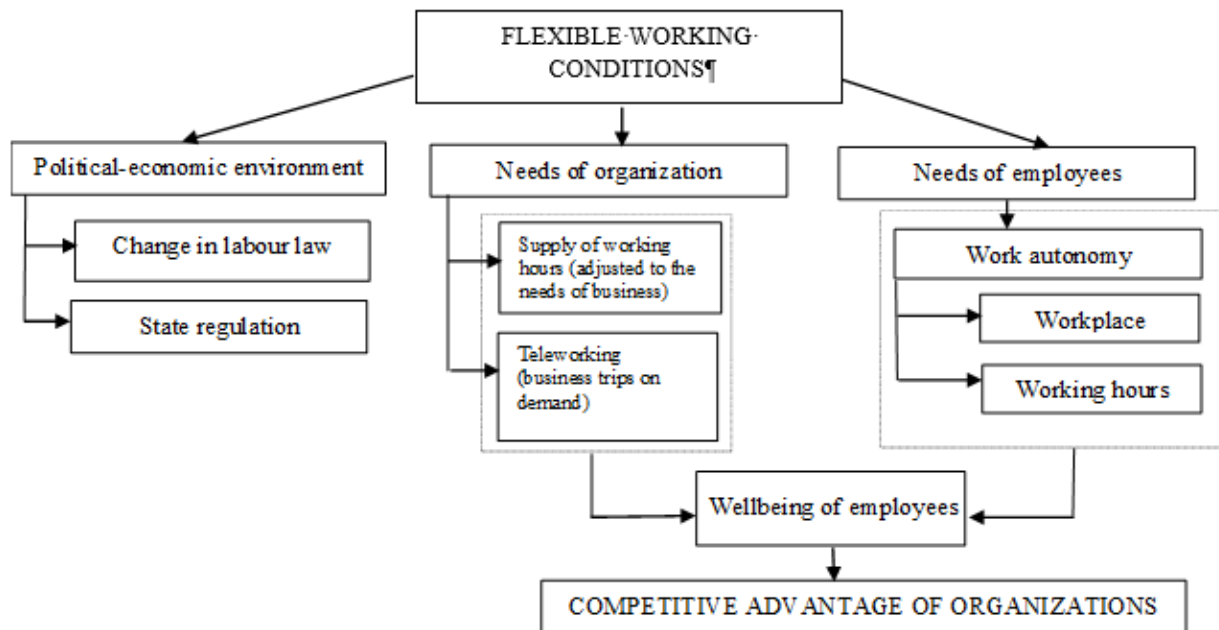 FLEXIBLE·WORKING·
CONDITIONS¶
Political-economic environment
Needs of organization
Needs of employees
Change in labour law
State regulation
Supply of working
hours (adjusted to the
needs of business)
Teleworking
(business trips on
demand)
Work autonomy
Workplace
Working hours
Wellbeing of employees
COMPETITIVE ADVANTAGE OF ORGANIZATIONS